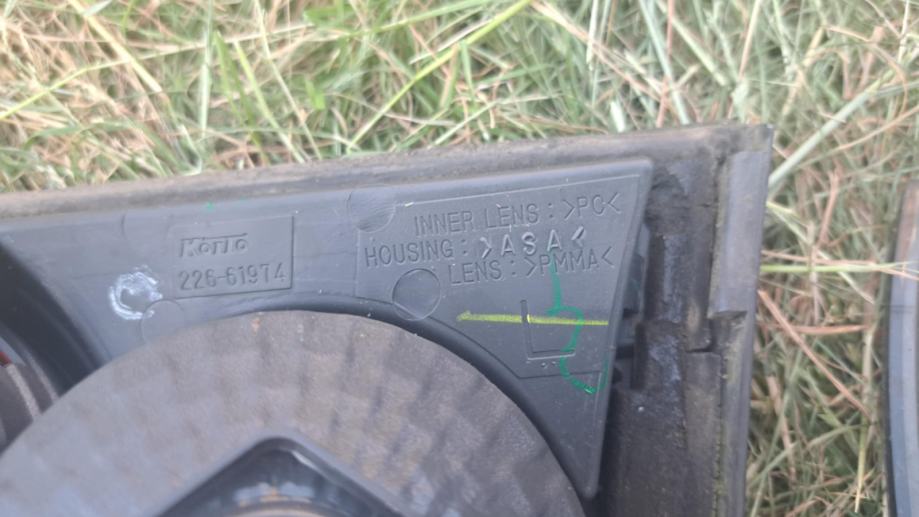 KOITO
226-61974
INNER LENS : >PC<
HOUSING : >ASA<
LENS : >PMMA<
L